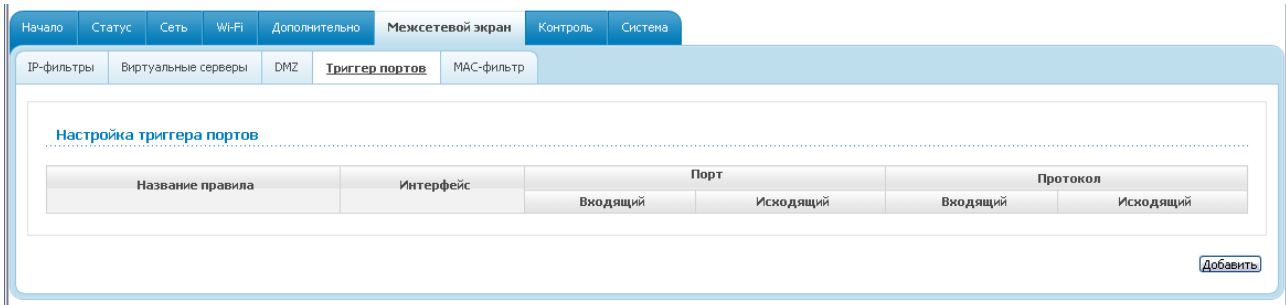 Начало Статус Сеть Wi-Fi Дополнительно Межсетевой экран Контроль Система
IP-фильтры Виртуальные серверы DMZ Триггер портов MAC-фильтр
Настройка триггера портов
Название правила Интерфейс Порт Протокол
Входящий Исходящий Входящий Исходящий
Добавить